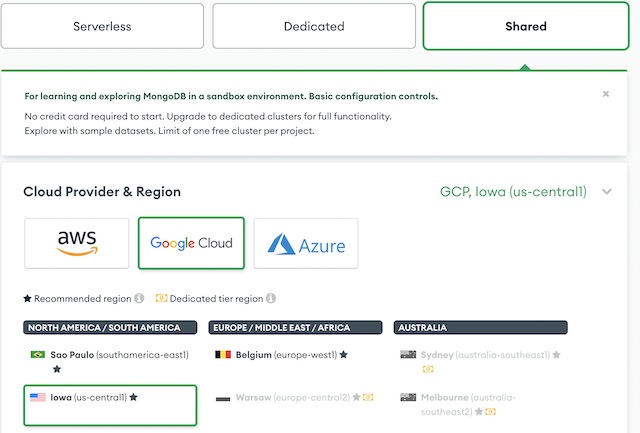 Serverless
Dedicated
Shared
For learning and exploring MongoDB in a sandbox environment. Basic configuration controls.
No credit card required to start. Upgrade to dedicated clusters for full functionality.
Explore with sample datasets. Limit of one free cluster per project.
Cloud Provider & Region
GCP, Iowa (us-central1)
aws
Google Cloud
Azure
Recommended region
Dedicated tier region
NORTH AMERICA / SOUTH AMERICA
Sao Paulo (southamerica-east1)
Iowa (us-central1)
EUROPE / MIDDLE EAST / AFRICA
Belgium (europe-west1)
Warsaw (europe-central2)
AUSTRALIA
Sydney (australia-southeast1)
Melbourne (australia-
southeast2)